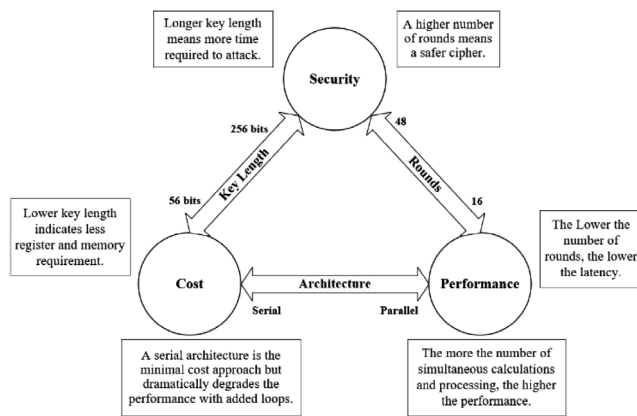 Longer key length
means more time
required to attack.
A higher number
of rounds means
a safer cipher.
Security
256 bits
48
Key Length
Rounds
56 bits
16
Lower key length
indicates less
register and memory
requirement.
The Lower the
number of
rounds, the lower
the latency.
Cost
Architecture
Performance
Serial
Parallel
A serial architecture is the
minimal cost approach but
dramatically degrades the
performance with added loops.
The more the number of
simultaneous calculations
and processing, the higher
the performance.